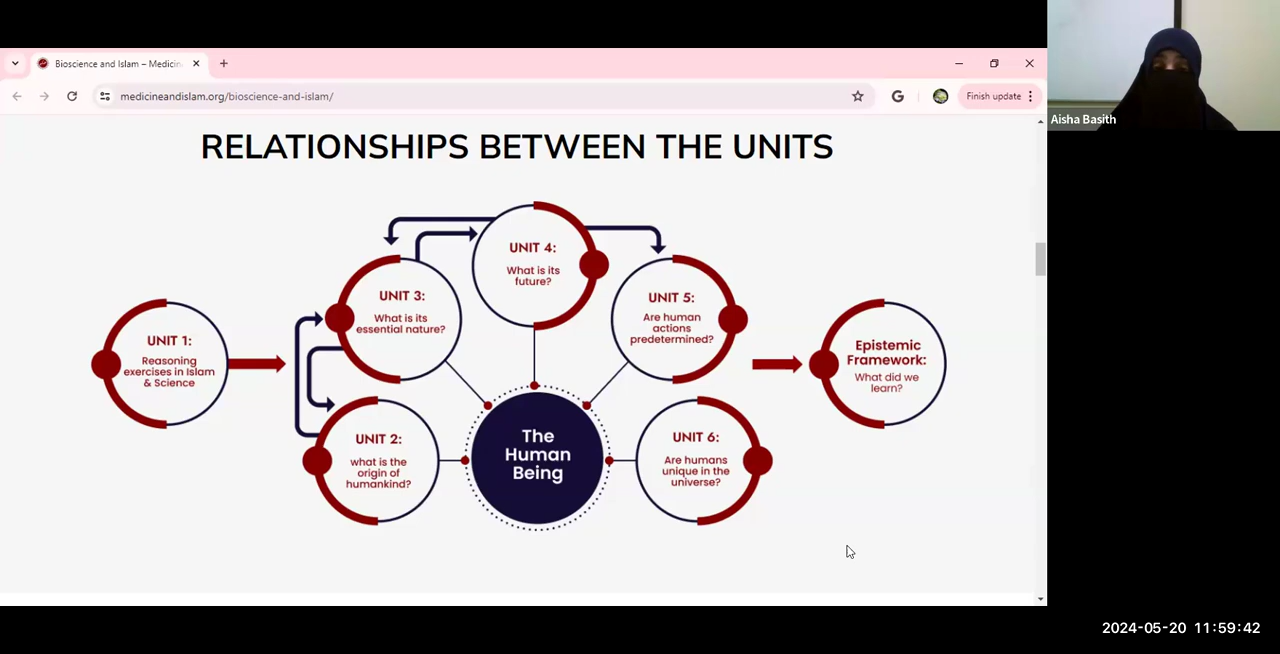 Bioscience and Islam – Medicin
medicineandislam.org/bioscience-and-islam/
Finish update
Aisha Basith
RELATIONSHIPS BETWEEN THE UNITS
UNIT 1:
Reasoning
exercises in Islam
& Science
UNIT 2:
what is the
origin of
humankind?
UNIT 3:
What is its
essential nature?
UNIT 4:
What is its
future?
UNIT 5:
Are human
actions
predetermined?
UNIT 6:
Are humans
unique in the
universe?
The
Human
Being
Epistemic
Framework:
What did we
learn?
2024-05-20 11:59:42